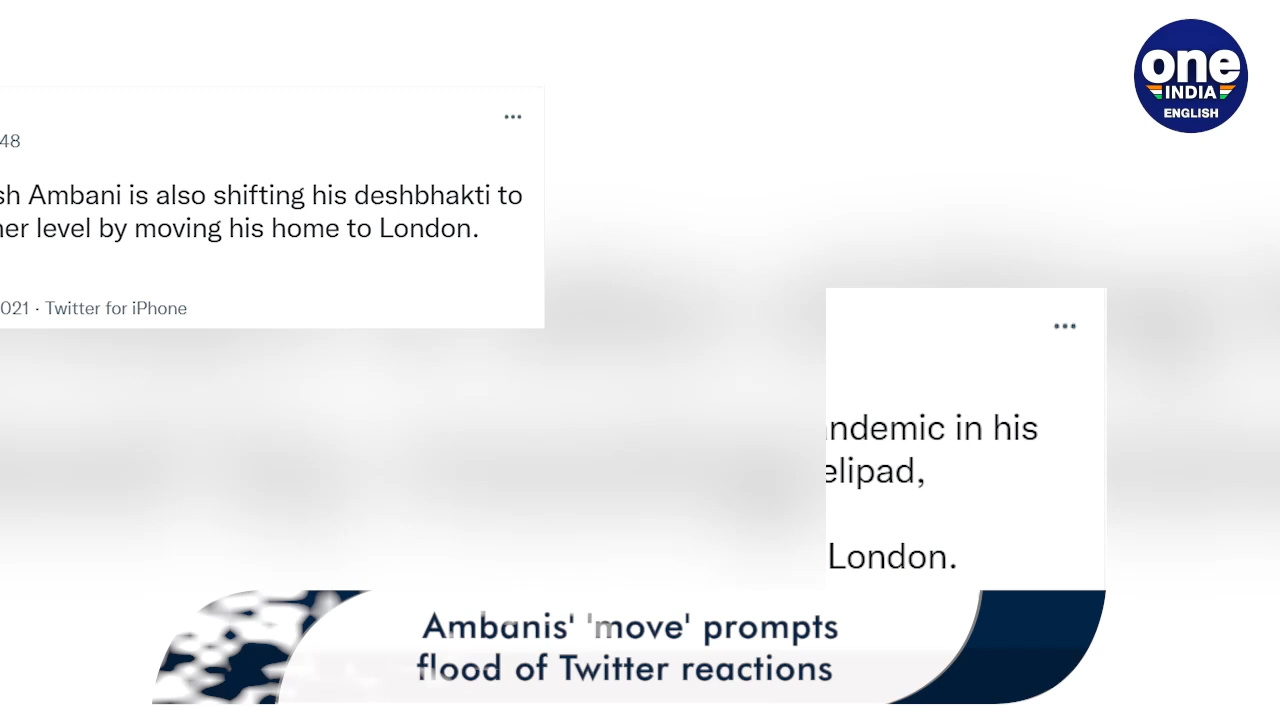 one
INDIA
ENGLISH
48
sh Ambani is also shifting his deshbhakti to
her level by moving his home to London.
021 · Twitter for iPhone
ndemic in his
elipad,
London.
Ambanis' 'move' prompts
flood of Twitter reactions